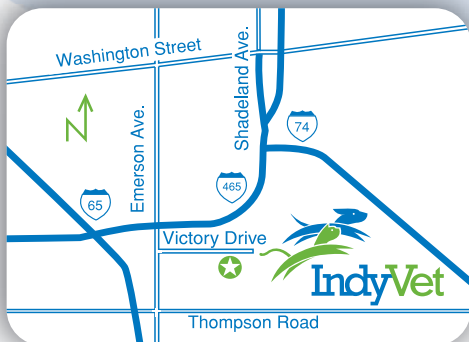 Washington Street
Shadeland Ave.
N
Emerson Ave.
74
465
65
Victory Drive
IndyVet
Thompson Road